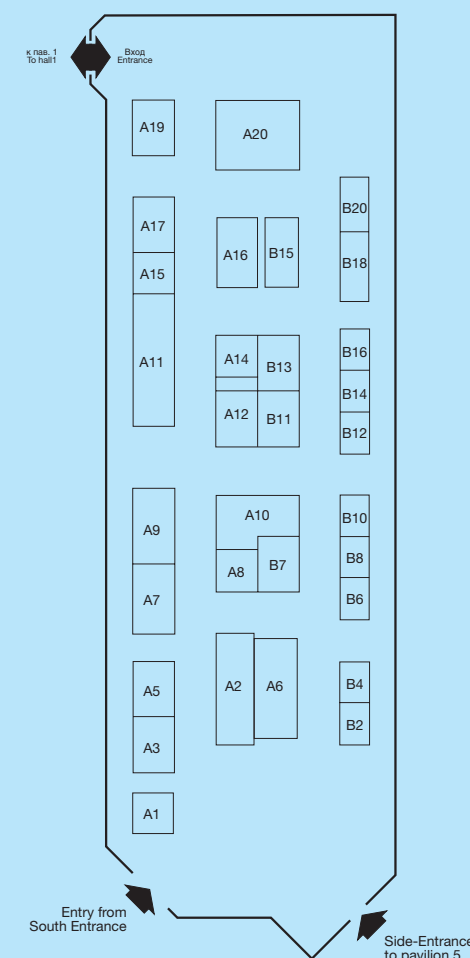 к пав. 1
To hall1
Вход
Entrance
A19
A20
B20
A17
A16
B15
A15
B18
A11
A14
B13
B16
B14
A12
B11
B12
A10
B10
A9
B8
A8
B7
A7
B6
A5
A2
A6
B4
A3
B2
A1
Entry from
South Entrance
Side-Entrance
to pavilion 5